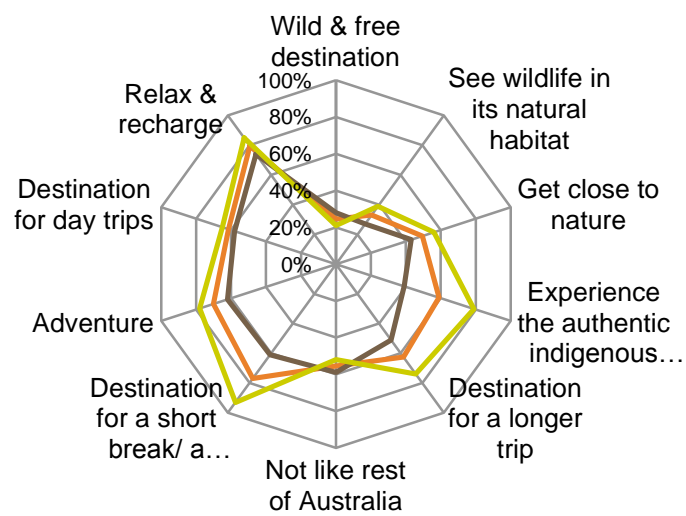 Wild & free
destination
See wildlife in
its natural
habitat
Get close to
nature
Experience
the authentic
indigenous…
Destination
for a longer
trip
Not like rest
of Australia
Destination
for a short
break/ a…
Adventure
Destination
for day trips
Relax &
recharge
100%
80%
60%
40%
20%
0%